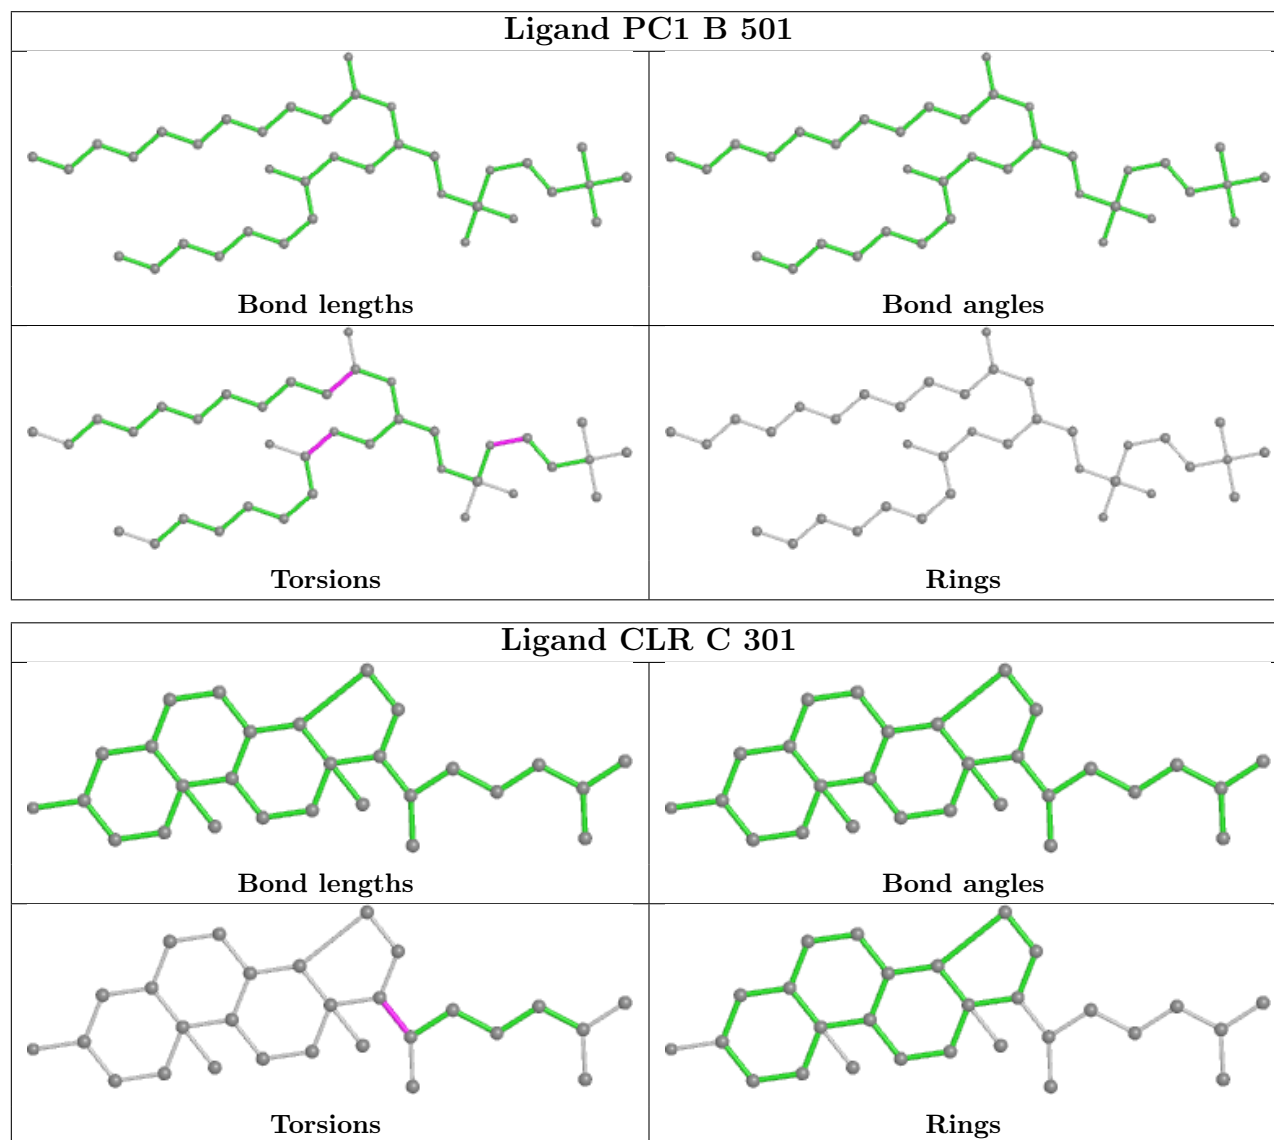 Ligand PC1 B 501
Bond lengths
Bond angles
Torsions
Rings
Ligand CLR C 301
Bond lengths
Bond angles
Torsions
Rings